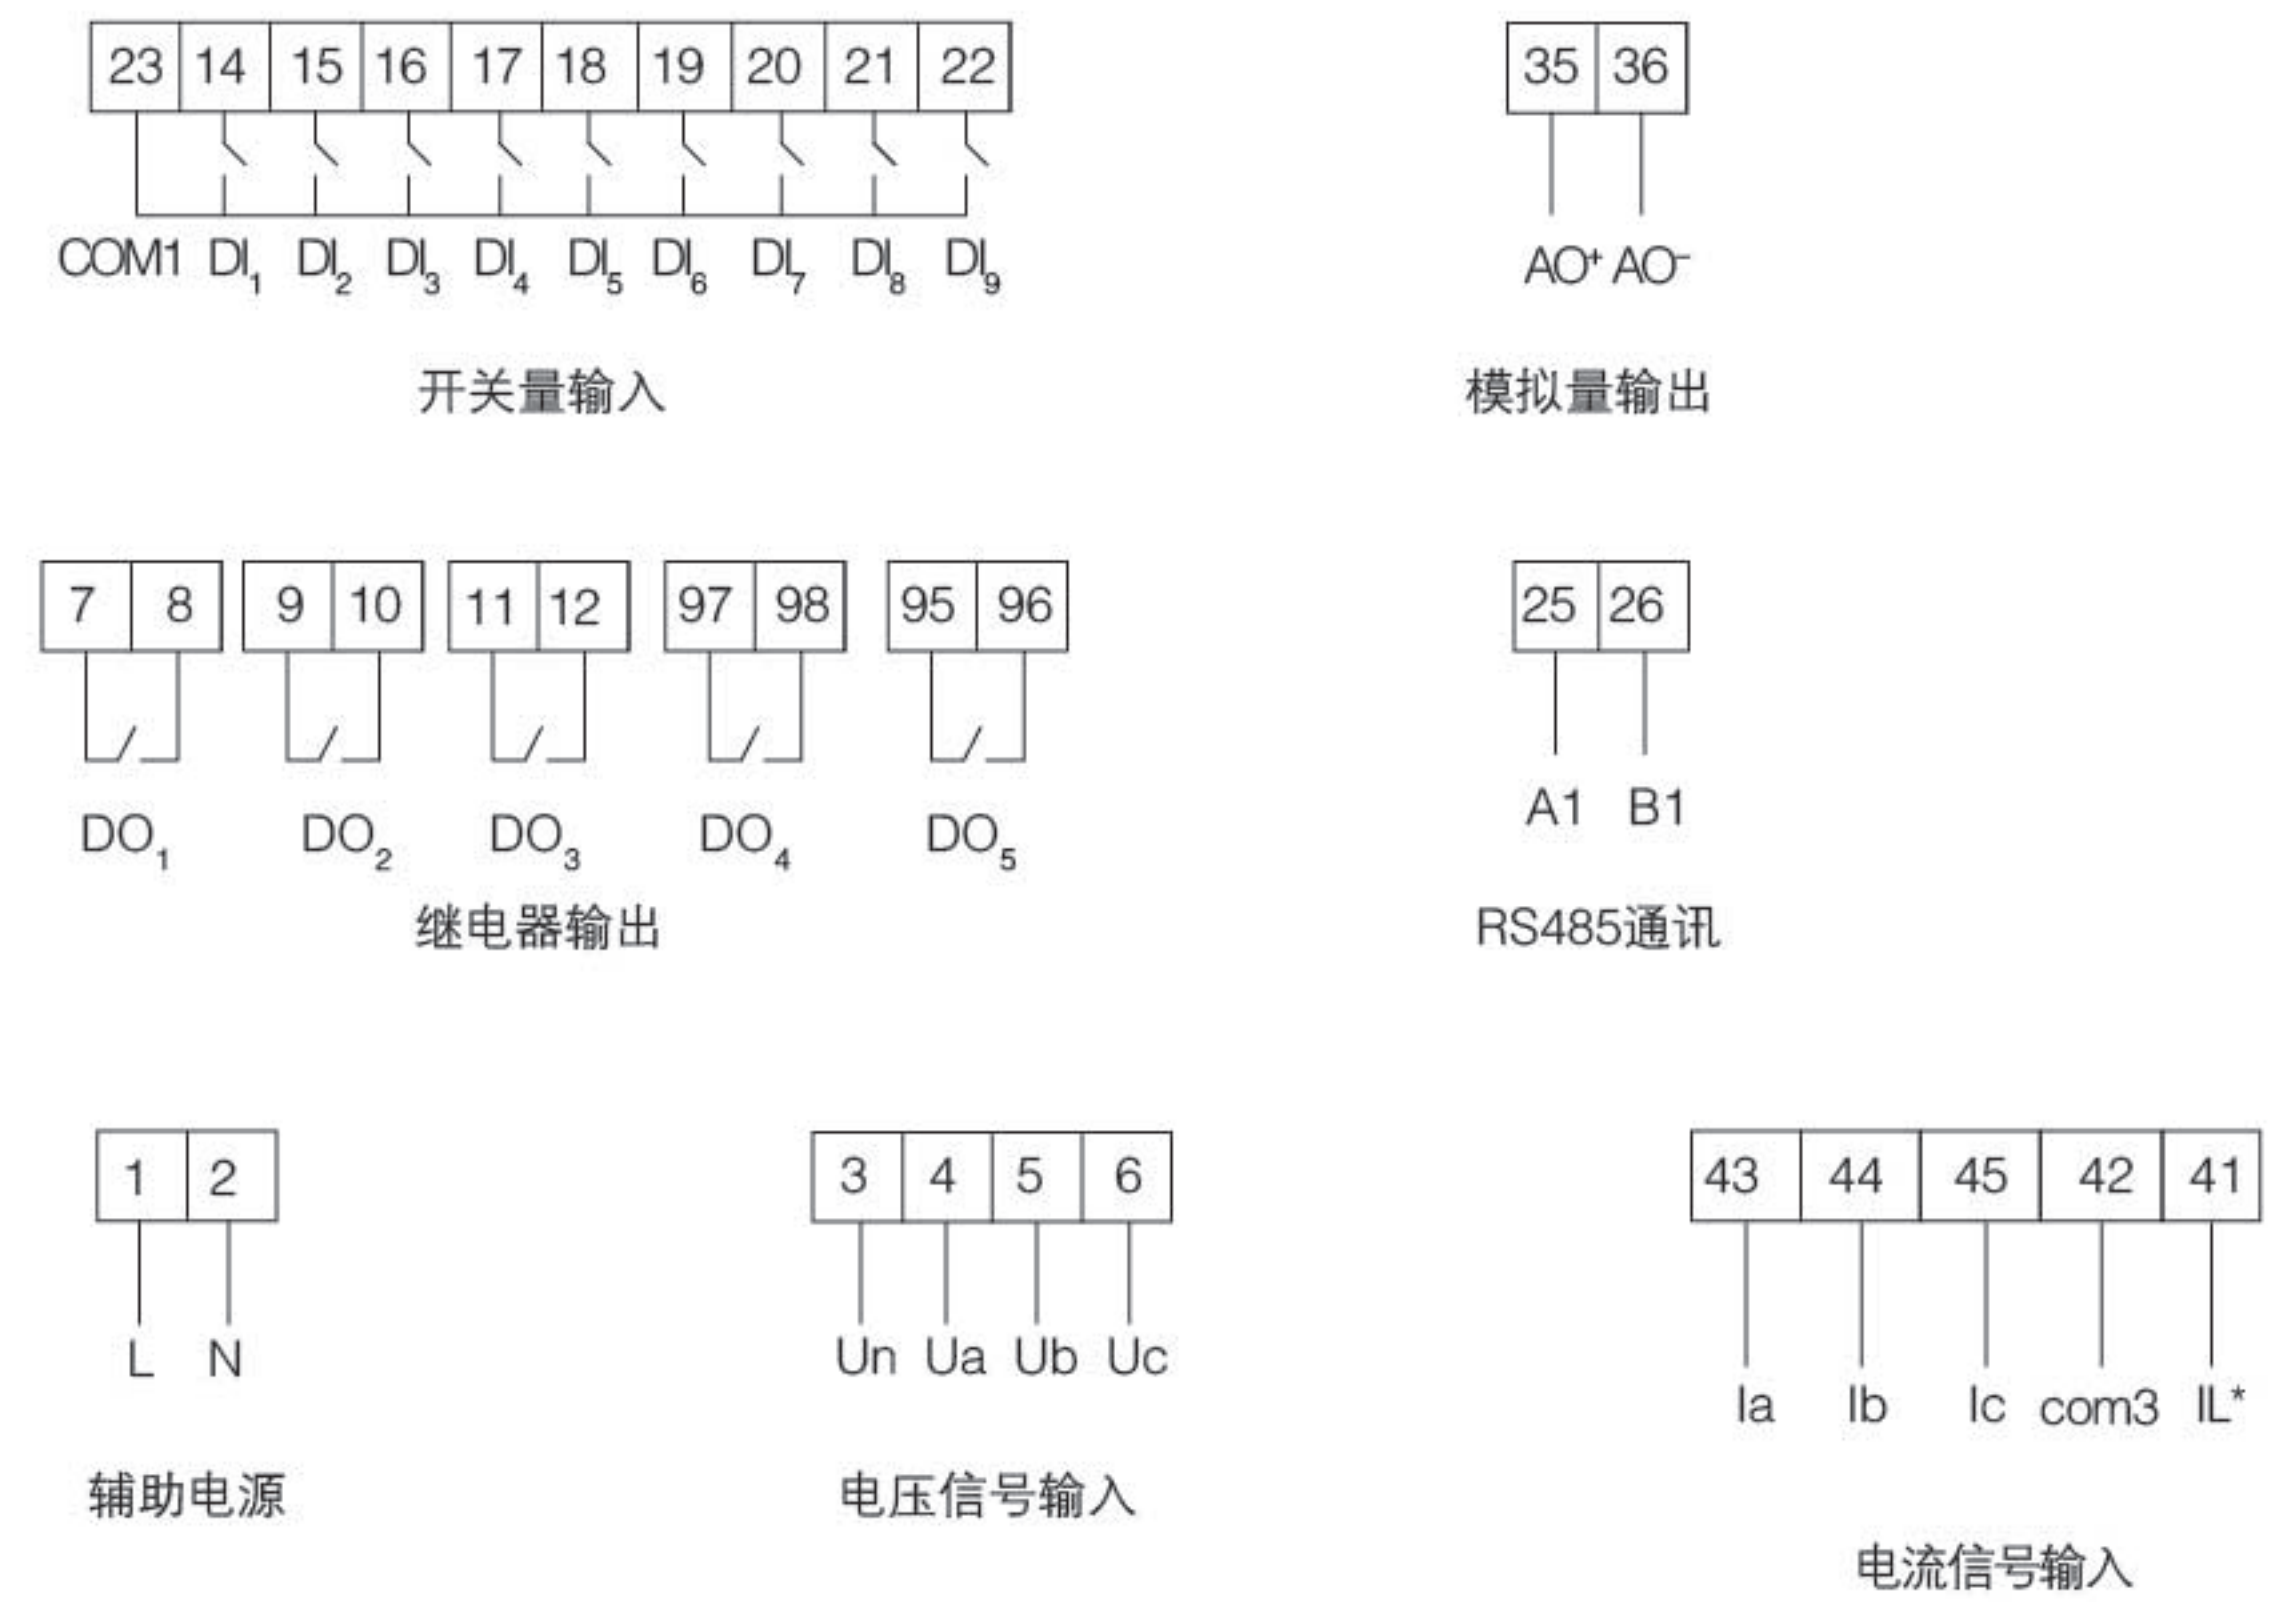 23 14 15 16 17 18 19 20 21 22
COM1 DI1 DI2 DI3 DI4 DI5 DI6 DI7 DI8 DI9
开关量输入
35 36
AO+ AO-
模拟量输出
7 8 9 10 11 12 97 98 95 96
DO1 DO2 DO3 DO4 DO5
继电器输出
25 26
A1 B1
RS485通讯
1 2
L N
辅助电源
3 4 5 6
Un Ua Ub Uc
电压信号输入
43 44 45 42 41
Ia Ib Ic com3 IL*
电流信号输入